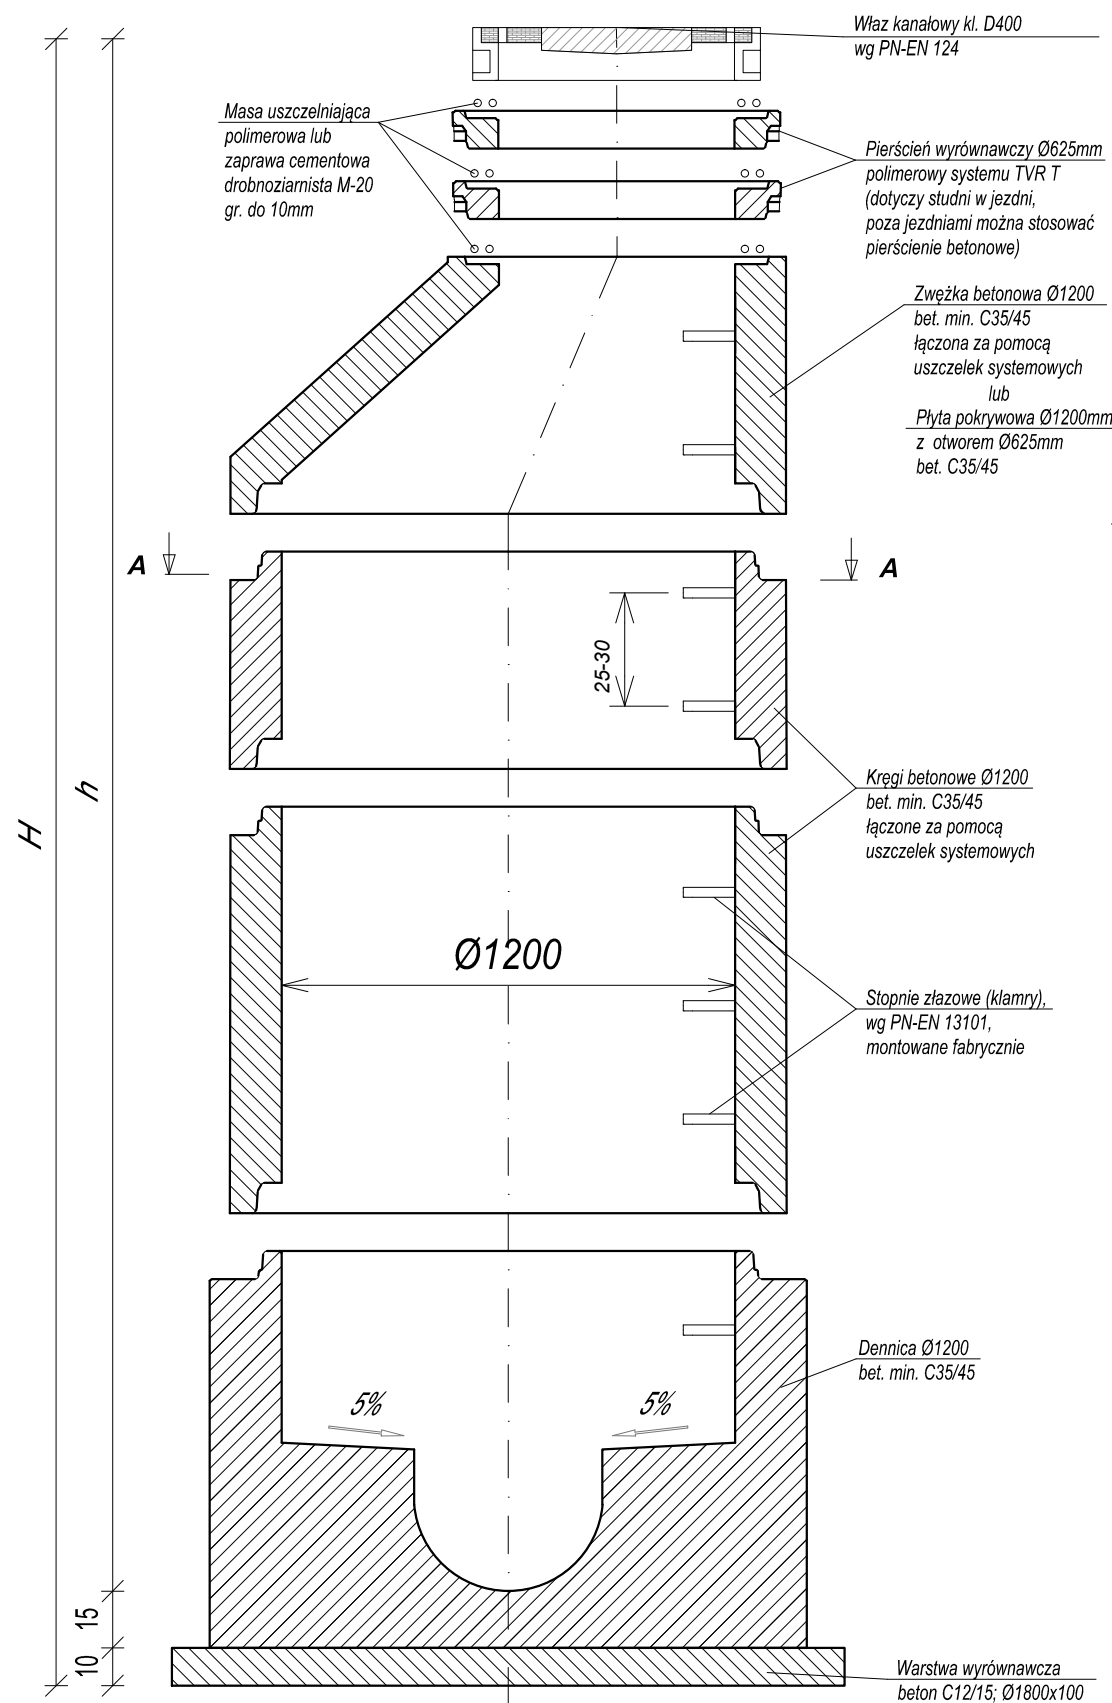 Właz kanałowy kl. D400
wg PN-EN 124
Masa uszczelniająca
polimerowa lub
zaprawa cementowa
drobnoziarnista M-20
gr. do 10mm
Pierścień wyrównawczy Ø625mm
polimerowy systemu TVR T
(dotyczy studni w jezdni,
poza jezdniami można stosować
pierścienie betonowe)
Zwężka betonowa Ø1200
bet. min. C35/45
łączona za pomocą
uszczelek systemowych
lub
Płyta pokrywowa Ø1200mm
z otworem Ø625mm
bet. C35/45
A
A
25-30
H
h
Kręgi betonowe Ø1200
bet. min. C35/45
łączone za pomocą
uszczelek systemowych
Ø1200
Stopnie złazowe (klamry),
wg PN-EN 13101,
montowane fabrycznie
Dennica Ø1200
bet. min. C35/45
5%
5%
15
10
Warstwa wyrównawcza
beton C12/15; Ø1800x100